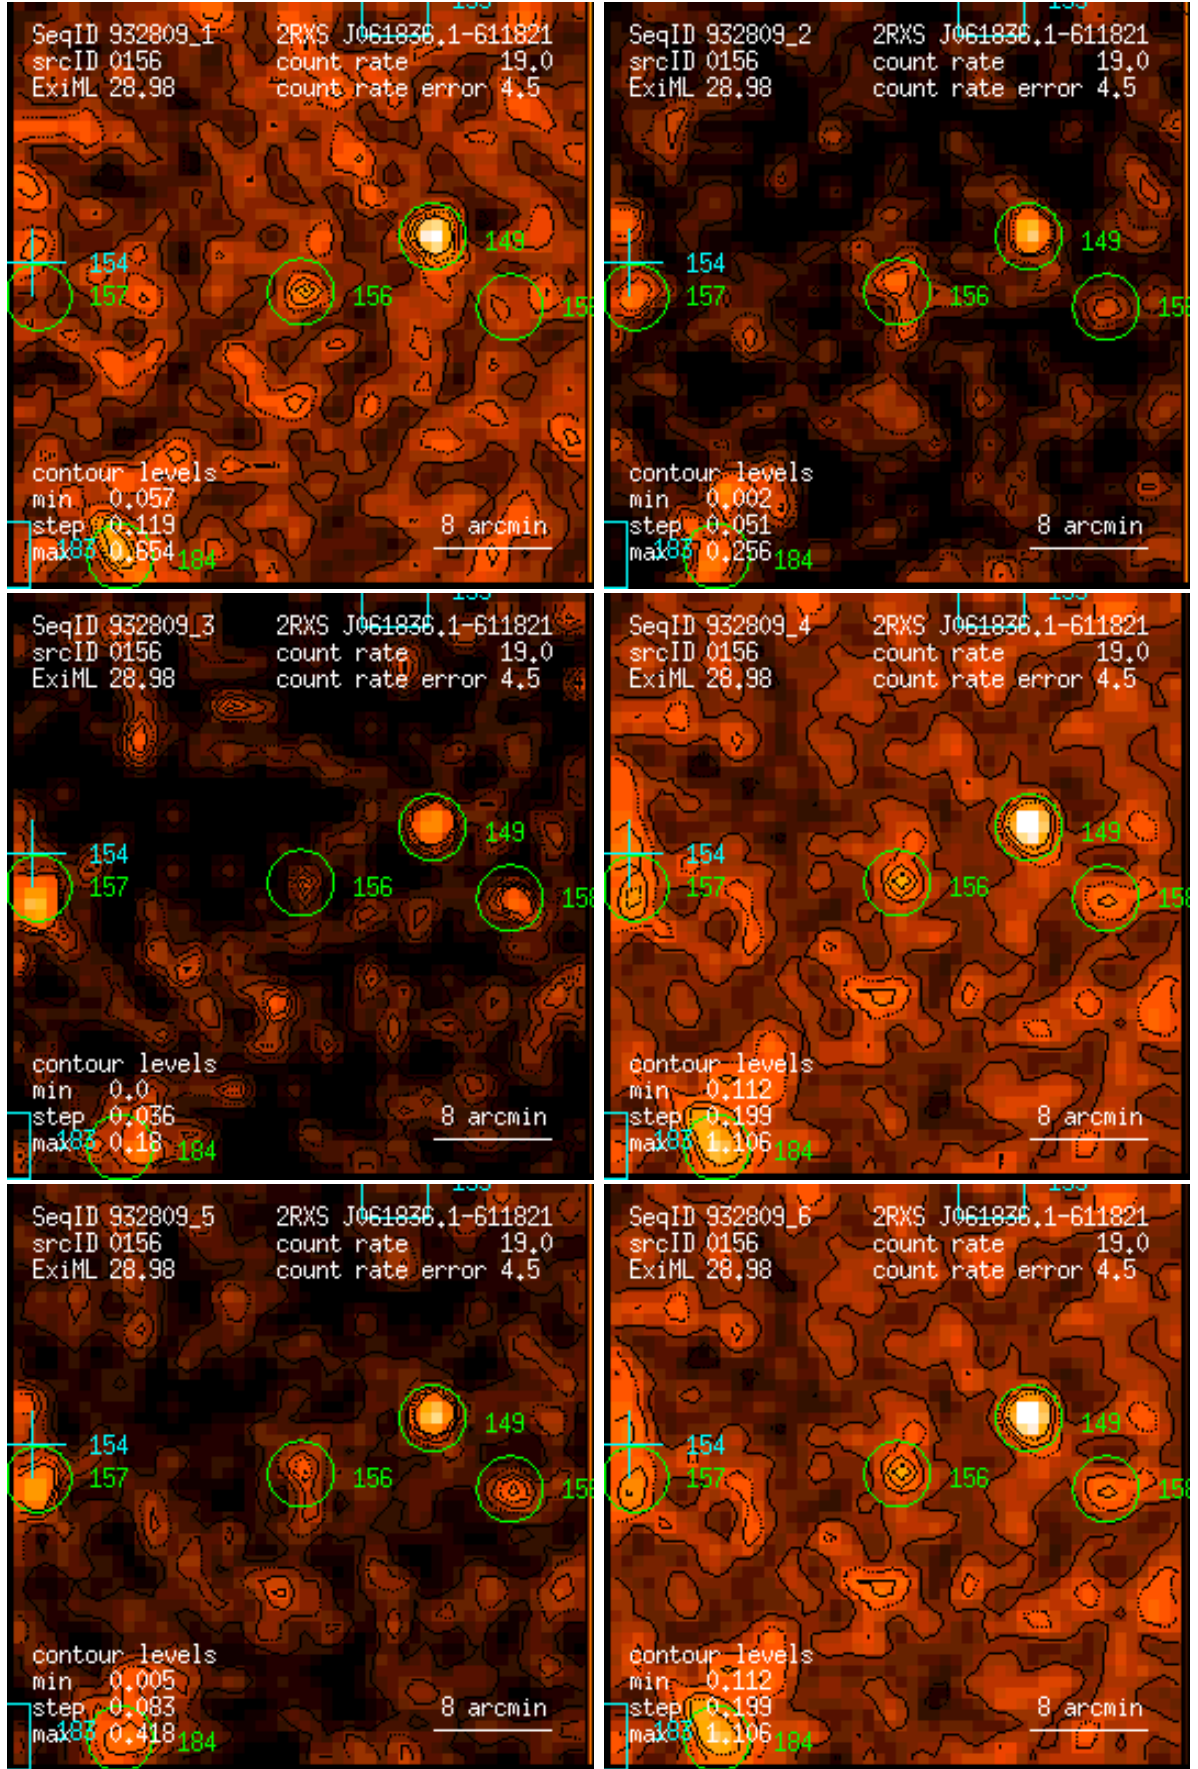 SeqID 932809_1 2RXS J061836.1-611821
srcID 0156 count rate 19.0
ExiML 28.98 count rate error 4.5
149
154
157
156
158
contour levels
min 0.057
step 0.119
max 0.654
183
184
8 arcmin
SeqID 932809_2 2RXS J061836.1-611821
srcID 0156 count rate 19.0
ExiML 28.98 count rate error 4.5
149
154
157
156
158
contour levels
min 0.002
step 0.051
max 0.256
183
184
8 arcmin
SeqID 932809_3 2RXS J061836.1-611821
srcID 0156 count rate 19.0
ExiML 28.98 count rate error 4.5
149
154
157
156
158
contour levels
min 0.0
step 0.036
max 0.18
183
184
8 arcmin
SeqID 932809_4 2RXS J061836.1-611821
srcID 0156 count rate 19.0
ExiML 28.98 count rate error 4.5
149
154
157
156
158
contour levels
min 0.112
step 0.199
max 1.106
183
184
8 arcmin
SeqID 932809_5 2RXS J061836.1-611821
srcID 0156 count rate 19.0
ExiML 28.98 count rate error 4.5
149
154
157
156
158
contour levels
min 0.005
step 0.083
max 0.418
183
184
8 arcmin
SeqID 932809_6 2RXS J061836.1-611821
srcID 0156 count rate 19.0
ExiML 28.98 count rate error 4.5
149
154
157
156
158
contour levels
min 0.112
step 0.199
max 1.106
183
184
8 arcmin